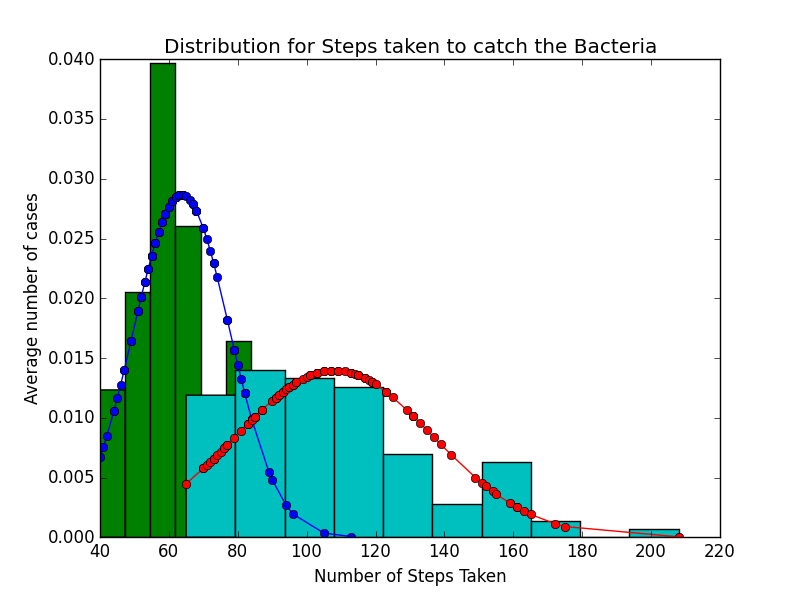 Distribution for Steps taken to catch the Bacteria
0.040
0.035
0.030
0.025
0.020
0.015
0.010
0.005
0.000
Average number of cases
40 60 80 100 120 140 160 180 200 220
Number of Steps Taken